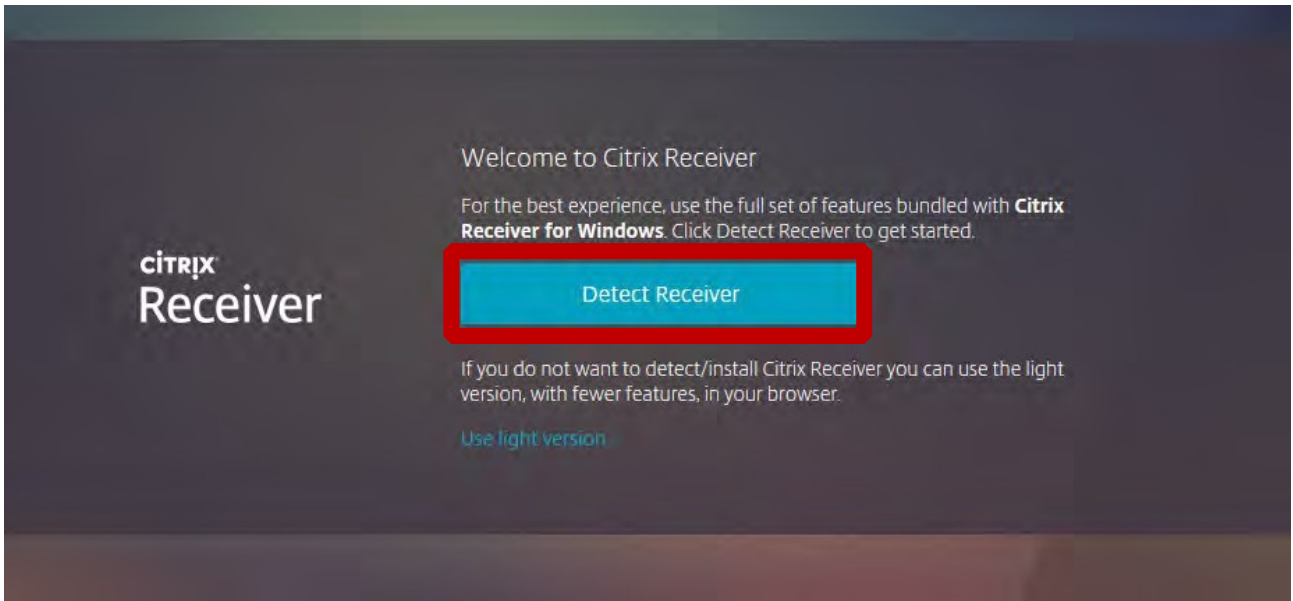 citrix
Receiver
Welcome to Citrix Receiver
For the best experience, use the full set of features bundled with Citrix
Receiver for Windows. Click Detect Receiver to get started.
Detect Receiver
If you do not want to detect/install Citrix Receiver you can use the light
version, with fewer features, in your browser.
Use light version